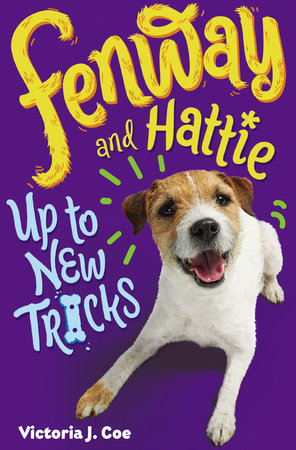 Fenway
and Hattie
Up to
New
Tricks
Victoria J. Coe